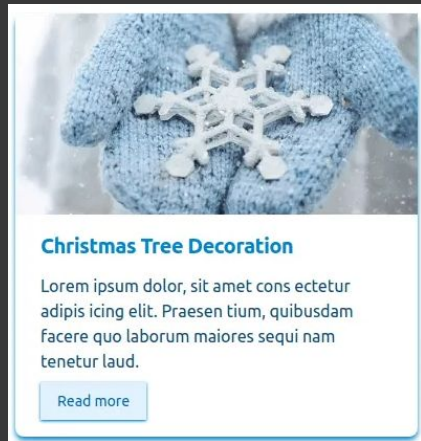 Christmas Tree Decoration
Lorem ipsum dolor, sit amet cons ectetur
adipis icing elit. Praesen tium, quibusdam
facere quo laborum maiores sequi nam
tenetur laud.
Read more